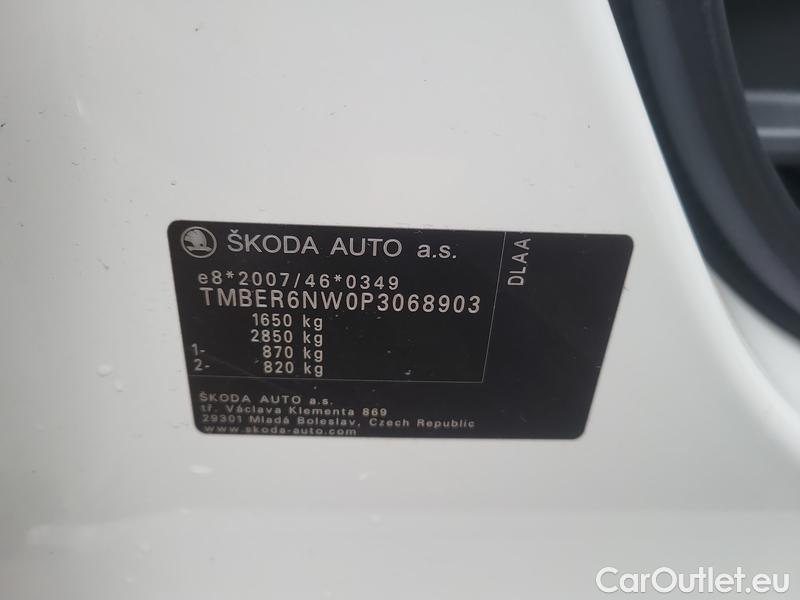 ŠKODA AUTO a.s.
e8*2007/46*0349
TMBER6NW0P3068903
1650 kg
2850 kg
1- 870 kg
2- 820 kg
DLAA
ŠKODA AUTO a.s.
tř. Václava Klementa 869
29301 Mladá Boleslav, Czech Republic
www.skoda-auto.com
CarOutlet.eu